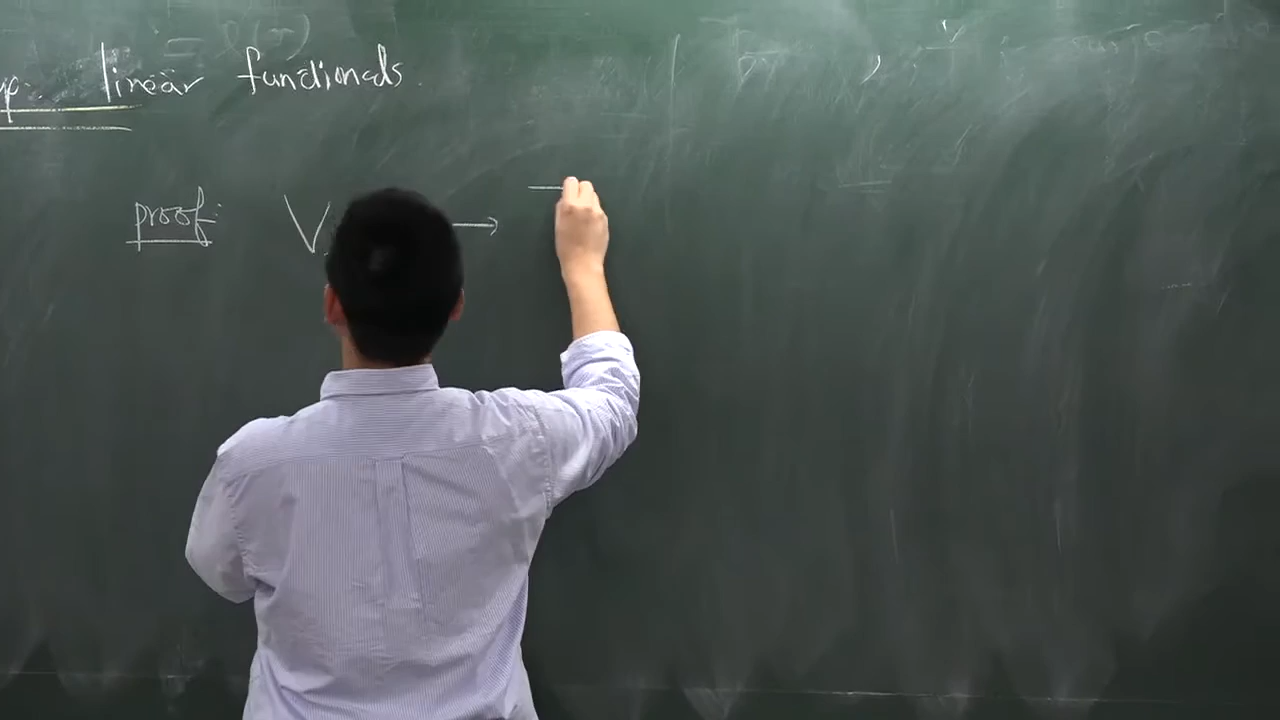 linear functionals.
proof: V →